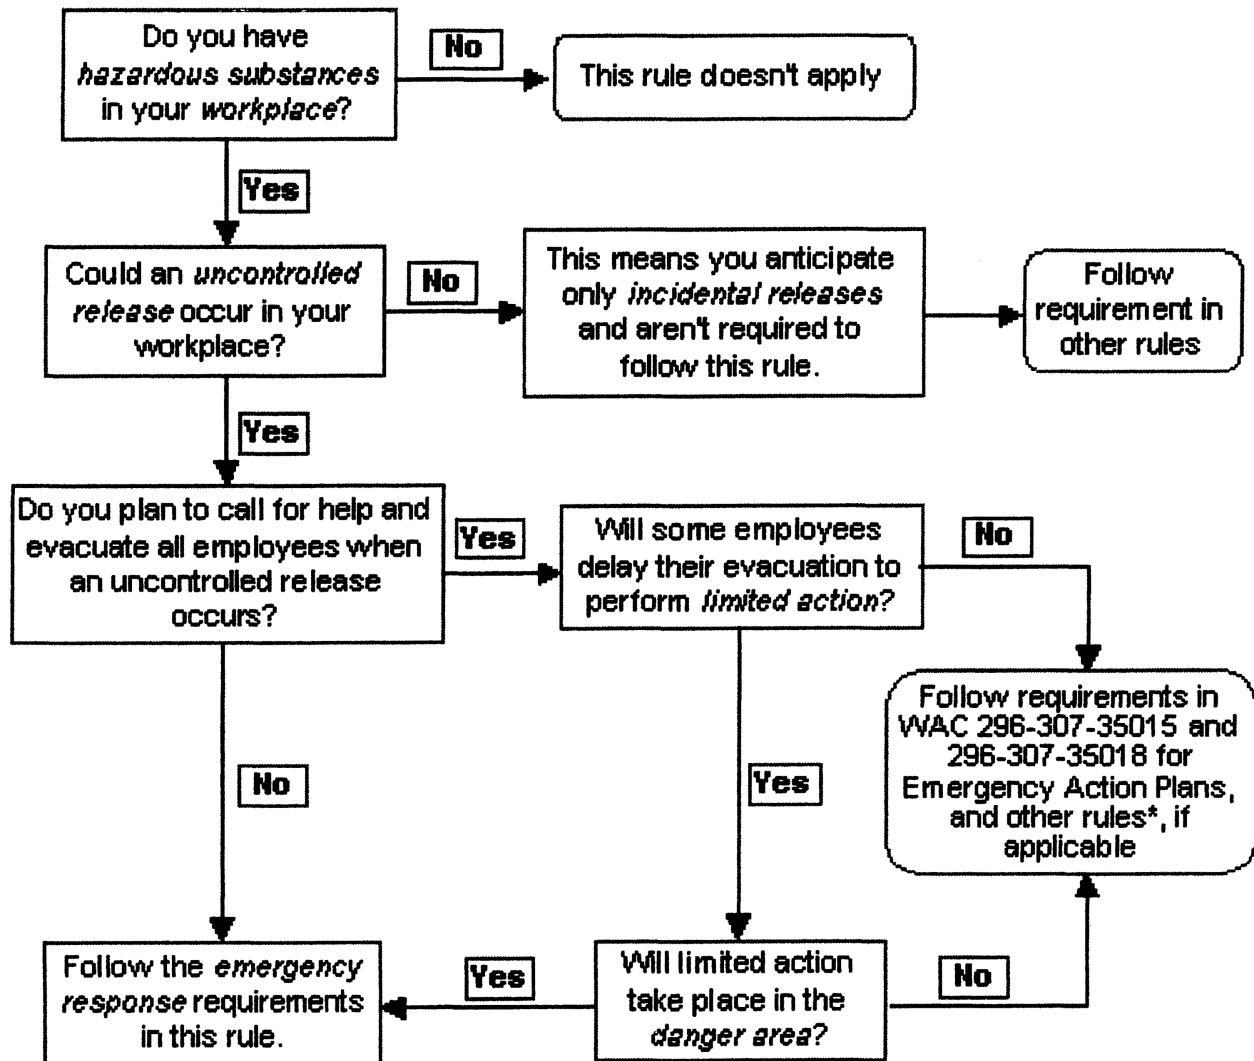 Do you have
hazardous substances
in your workplace?
No
This rule doesn't apply
Yes
Could an uncontrolled
release occur in your
workplace?
No
This means you anticipate
only incidental releases
and aren't required to
follow this rule.
Follow
requirement in
other rules
Yes
Do you plan to call for help and
evacuate all employees when
an uncontrolled release
occurs?
Yes
Will some employees
delay their evacuation to
perform limited action?
No
Follow requirements in
WAC 296-307-35015 and
296-307-35018 for
Emergency Action Plans,
and other rules*, if
applicable
No
Yes
Follow the emergency
response requirements
in this rule.
Yes
Will limited action
take place in the
danger area?
No